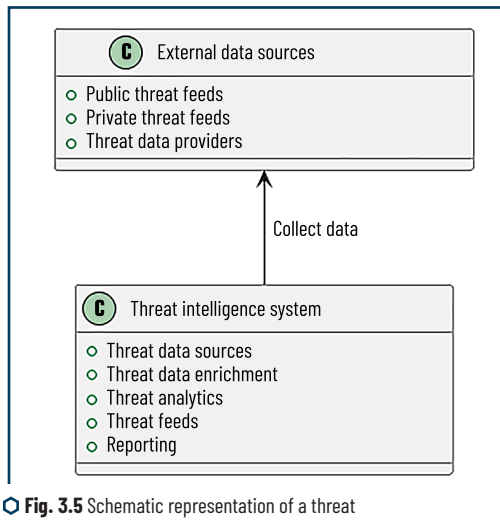 C External data sources
Public threat feeds
Private threat feeds
Threat data providers
Collect data
C Threat intelligence system
Threat data sources
Threat data enrichment
Threat analytics
Threat feeds
Reporting
Fig. 3.5 Schematic representation of a threat